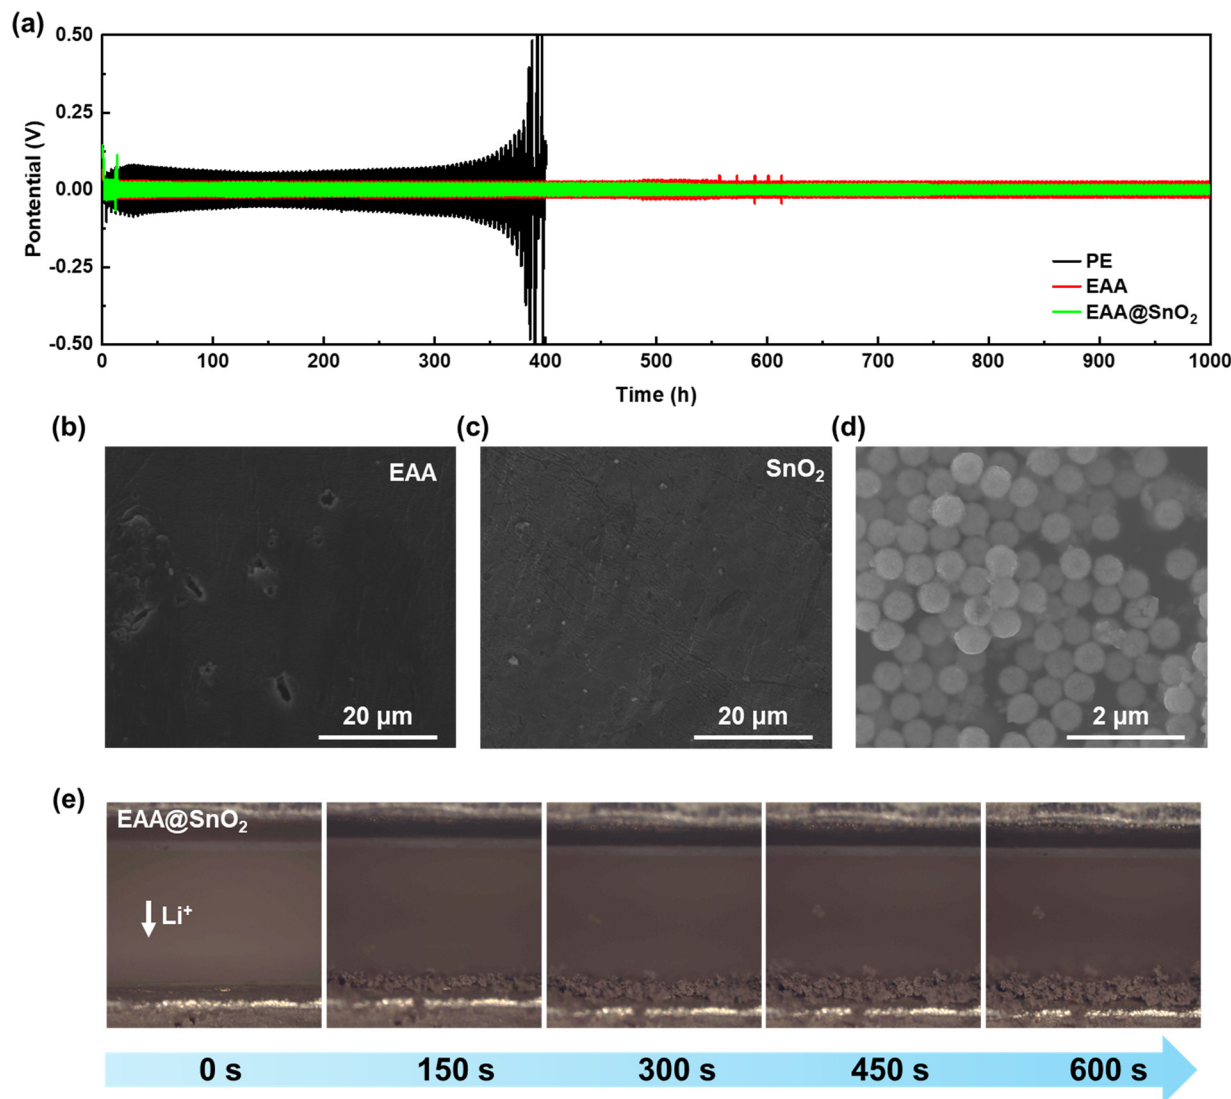 (a)
0.50
0.25
0.00
-0.25
-0.50
Pontential (V)
0 100 200 300 400 500 600 700 800 900 1000
Time (h)
PE
EAA
EAA@SnO₂
(b)
EAA
20 μm
(c)
SnO₂
20 μm
(d)
2 μm
(e)
EAA@SnO₂
Li⁺
0 s 150 s 300 s 450 s 600 s